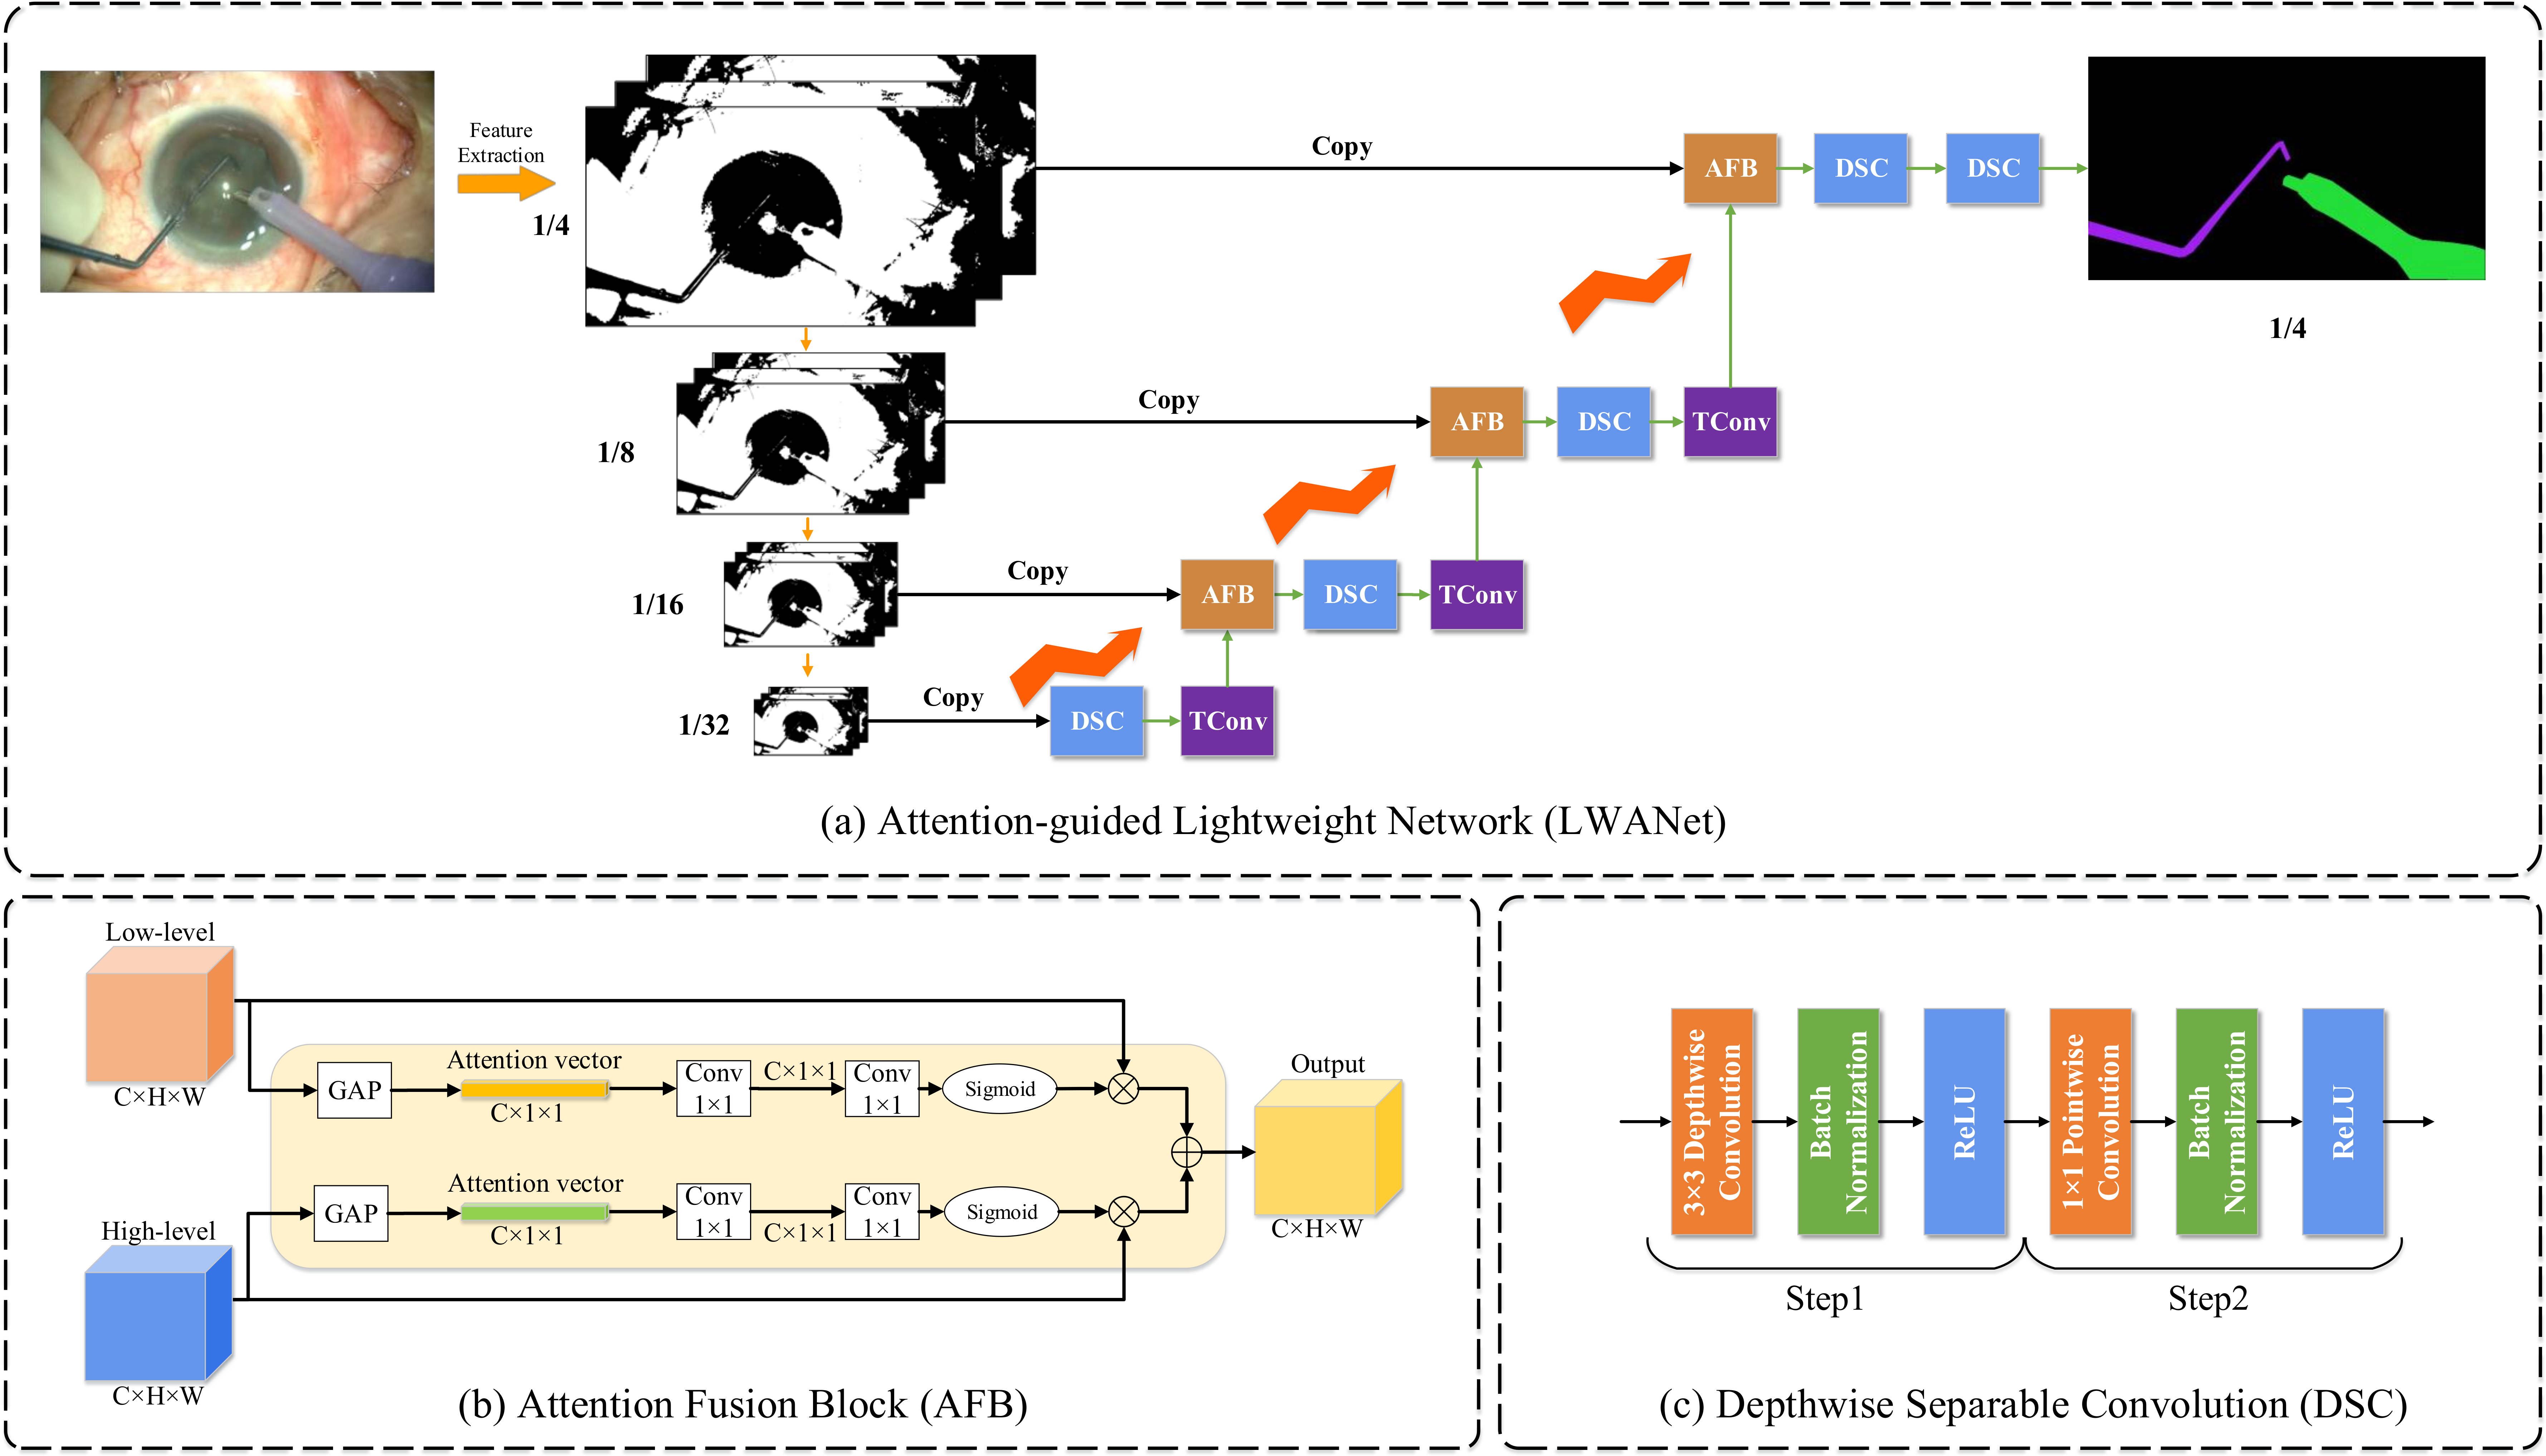 Feature
Extraction
1/4
Copy
AFB
DSC
DSC
1/4
1/8
Copy
AFB
DSC
TConv
1/16
Copy
AFB
DSC
TConv
1/32
Copy
DSC
TConv
(a) Attention-guided Lightweight Network (LWANet)
Low-level
C×H×W
GAP
Attention vector
C×1×1
Conv
1×1
C×1×1
Conv
1×1
Sigmoid
High-level
C×H×W
GAP
Attention vector
C×1×1
Conv
1×1
C×1×1
Conv
1×1
Sigmoid
Output
C×H×W
(b) Attention Fusion Block (AFB)
3×3 Depthwise
Convolution
Batch
Normalization
ReLU
1×1 Pointwise
Convolution
Batch
Normalization
ReLU
Step1
Step2
(c) Depthwise Separable Convolution (DSC)